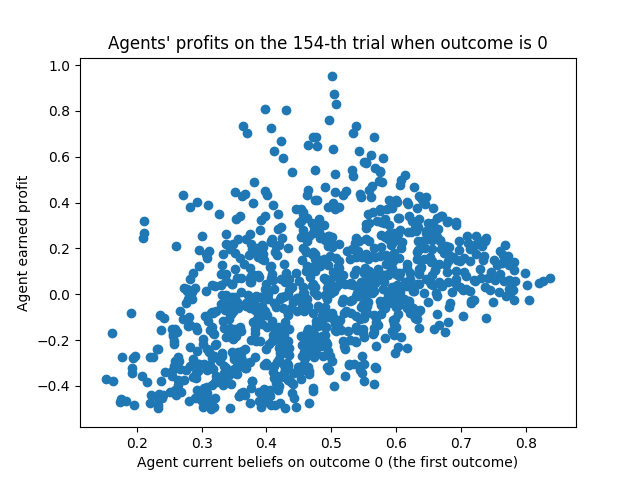 Agents' profits on the 154-th trial when outcome is 0
1.0
0.8
0.6
0.4
0.2
0.0
−0.2
−0.4
Agent earned profit
0.2 0.3 0.4 0.5 0.6 0.7 0.8
Agent current beliefs on outcome 0 (the first outcome)